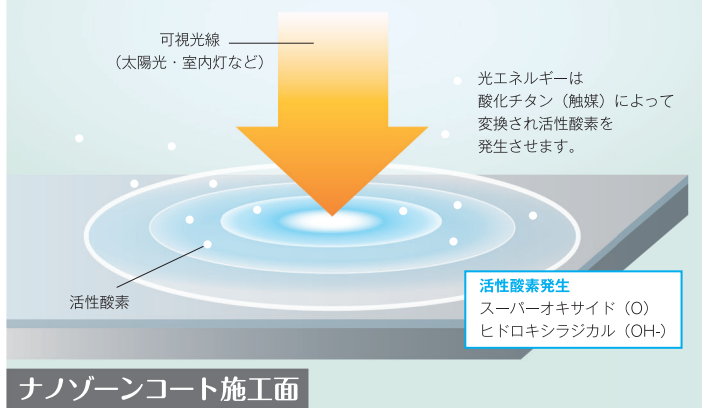 可視光線
（太陽光・室内灯など）
光エネルギーは
酸化チタン（触媒）によって
変換され活性酸素を
発生させます。
活性酸素
活性酸素発生
スーパーオキサイド（O）
ヒドロキシラジカル（OH-）
ナノゾーンコート施工面